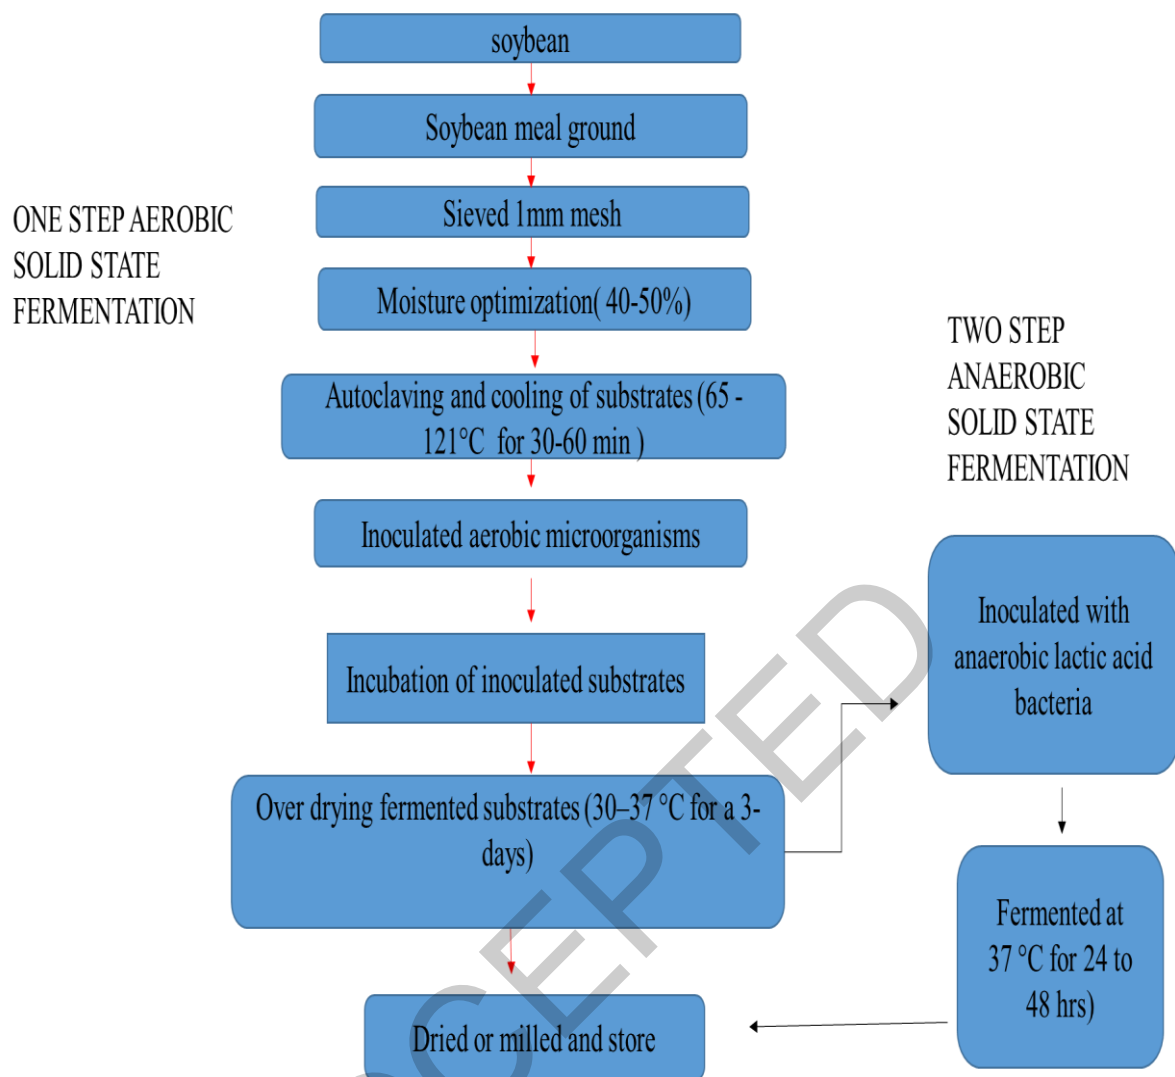 soybean
Soybean meal ground
Sieved 1mm mesh
ONE STEP AEROBIC
SOLID STATE
FERMENTATION
Moisture optimization( 40-50%)
Autoclaving and cooling of substrates (65 -
121°C for 30-60 min )
Inoculated aerobic microorganisms
Incubation of inoculated substrates
Over drying fermented substrates (30–37 °C for a 3-
days)
TWO STEP
ANAEROBIC
SOLID STATE
FERMENTATION
Inoculated with
anaerobic lactic acid
bacteria
Fermented at
37 °C for 24 to
48 hrs)
Dried or milled and store
CCEPTED